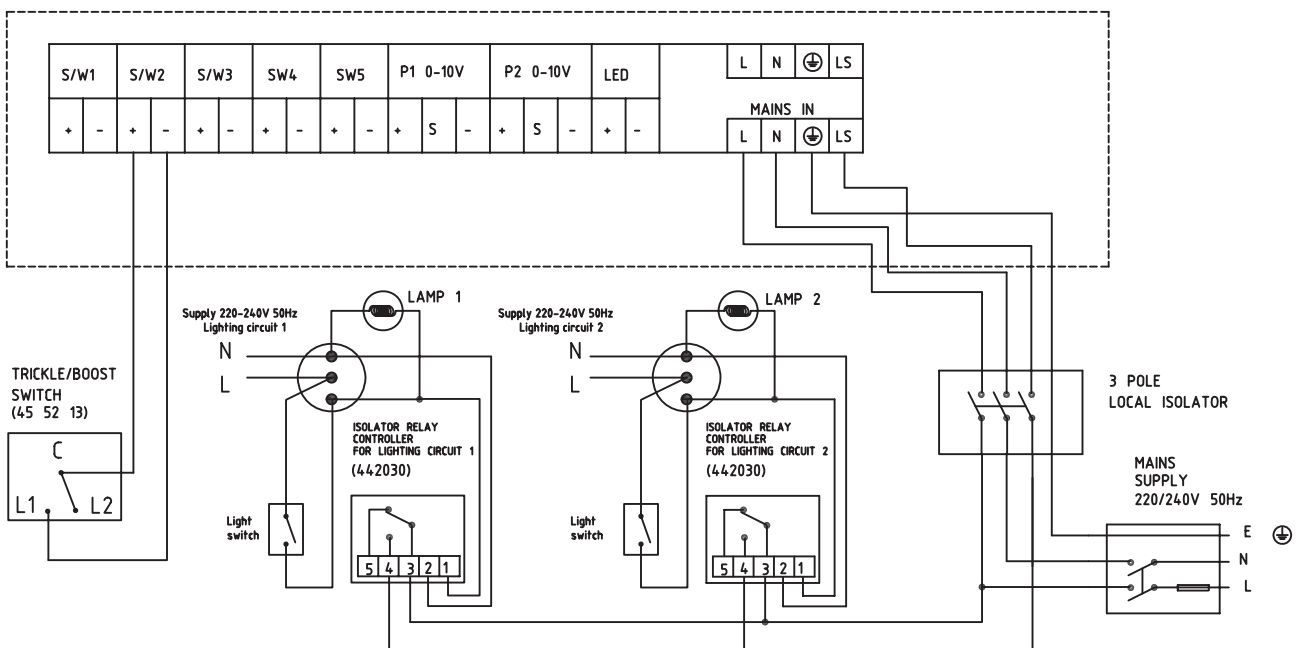 S/W1 S/W2 S/W3 SW4 SW5 P1 0-10V P2 0-10V LED
L N LS
MAINS IN
+ - + - + - + - + - + S - + S - + -
L N LS
LAMP 1
Supply 220-240V 50Hz
Lighting circuit 1
N
L
LAMP 2
Supply 220-240V 50Hz
Lighting circuit 2
N
L
TRICKLE/BOOST
SWITCH
(45 52 13)
C
L1 L2
ISOLATOR RELAY
CONTROLLER
FOR LIGHTING CIRCUIT 1
(442030)
Light
switch
5 4 3 2 1
ISOLATOR RELAY
CONTROLLER
FOR LIGHTING CIRCUIT 2
(442030)
Light
switch
5 4 3 2 1
3 POLE
LOCAL ISOLATOR
MAINS
SUPPLY
220/240V 50Hz
E
N
L